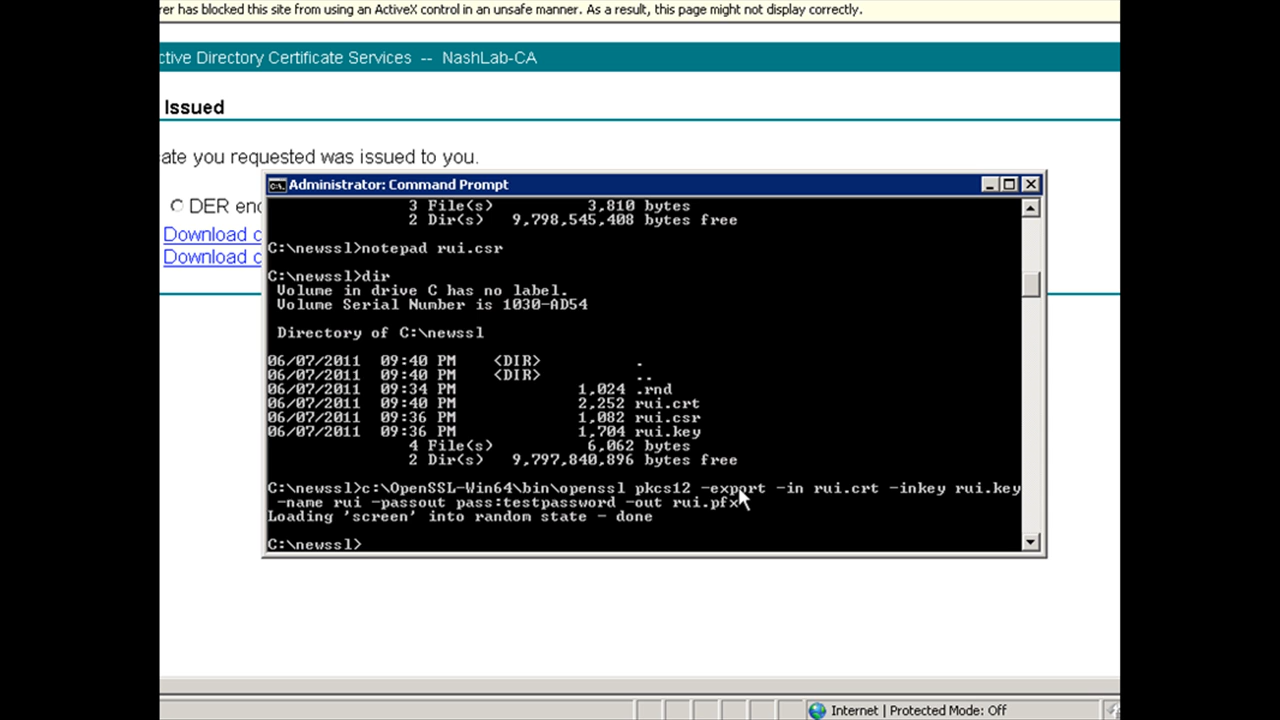 rer has blocked this site from using an ActiveX control in an unsafe manner. As a result, this page might not display correctly.
ctive Directory Certificate Services -- NashLab-CA
Issued
ate you requested was issued to you.
DER enc
Download c
Download c
Administrator: Command Prompt
3 File(s) 3,810 bytes
2 Dir(s) 9,798,545,408 bytes free
C:\newssl>notepad rui.csr
C:\newssl>dir
Volume in drive C has no label.
Volume Serial Number is 1030-AD54
Directory of C:\newssl
06/07/2011 09:40 PM <DIR> .
06/07/2011 09:40 PM <DIR> ..
06/07/2011 09:34 PM 1,024 .rnd
06/07/2011 09:40 PM 2,252 rui.crt
06/07/2011 09:36 PM 1,082 rui.csr
06/07/2011 09:36 PM 1,704 rui.key
4 File(s) 6,062 bytes
2 Dir(s) 9,797,840,896 bytes free
C:\newssl>c:\OpenSSL-Win64\bin\openssl pkcs12 -export -in rui.crt -inkey rui.key
-name rui -passout pass:testpassword -out rui.pfx
Loading 'screen' into random state - done
C:\newssl>
Internet | Protected Mode: Off